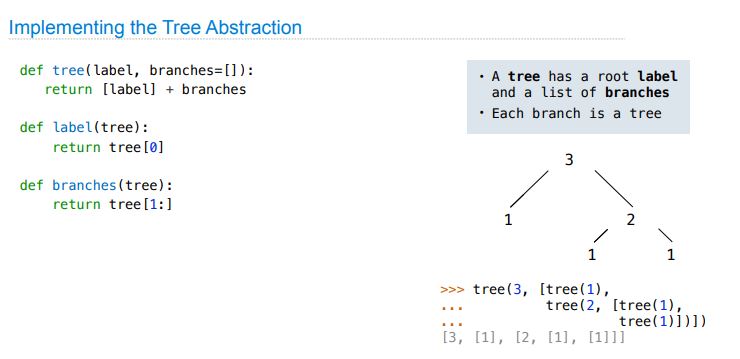 Implementing the Tree Abstraction
def tree(label, branches=[]):
return [label] + branches
def label(tree):
return tree[0]
def branches(tree):
return tree[1:]
• A tree has a root label
and a list of branches
• Each branch is a tree
3
1 2
1 1
>>> tree(3, [tree(1),
... tree(2, [tree(1),
... tree(1)])])
[3, [1], [2, [1], [1]]]